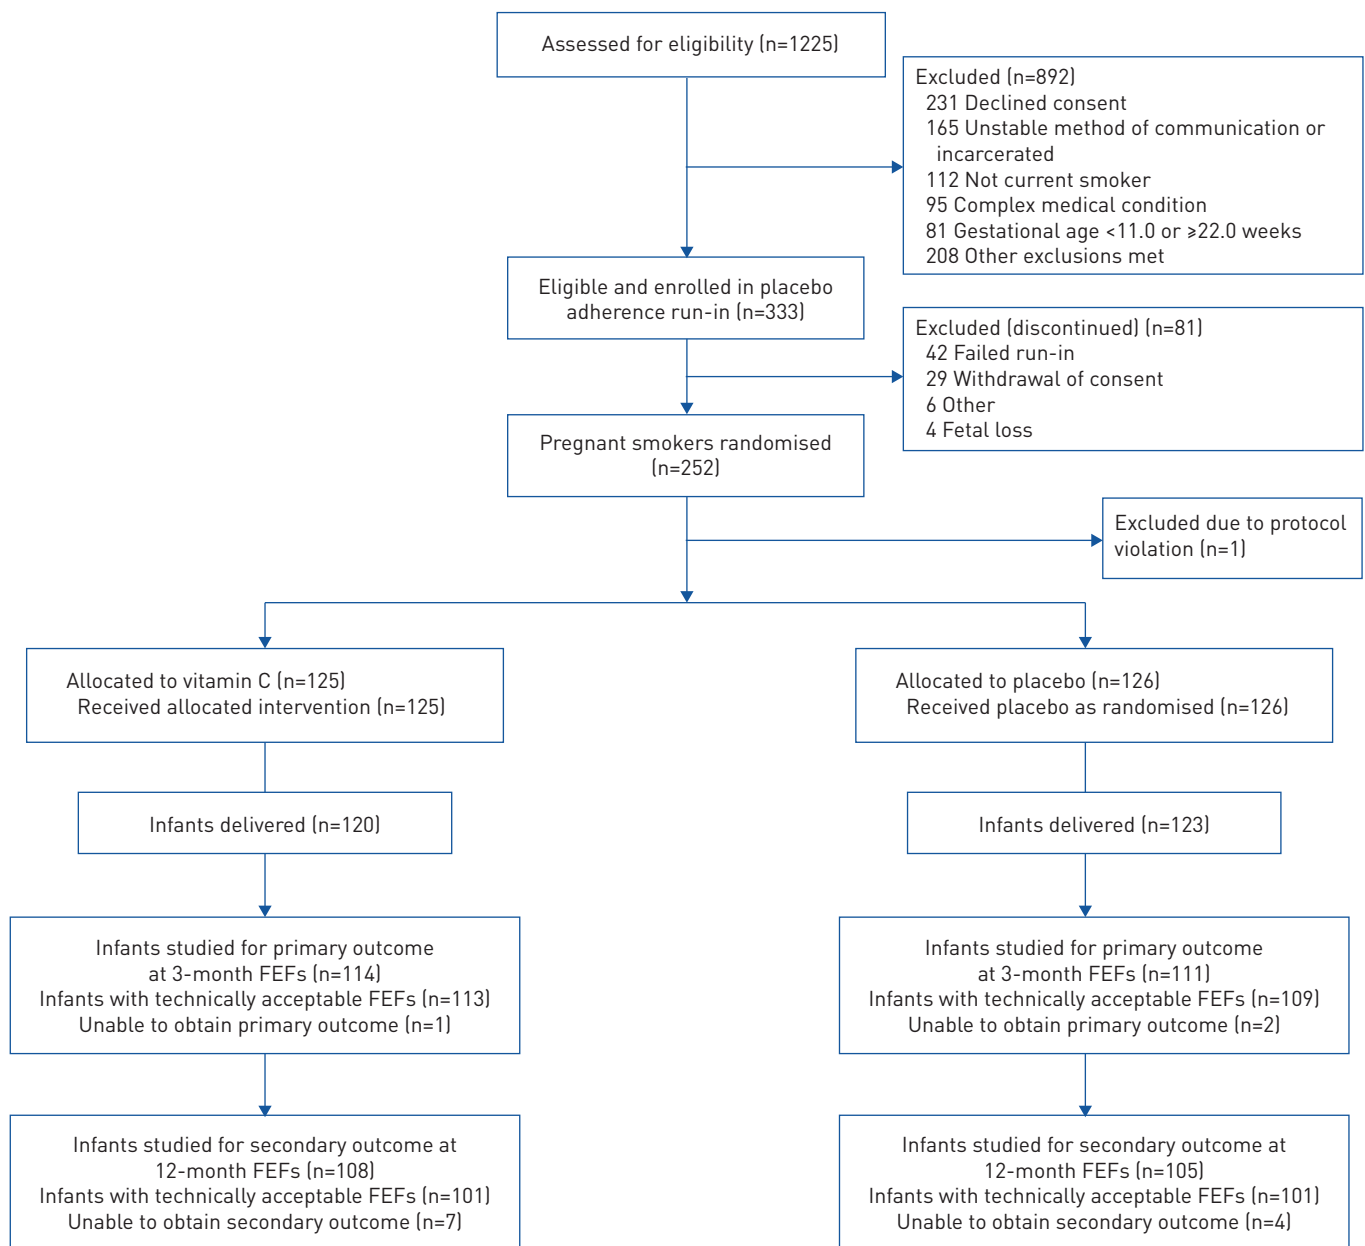 Assessed for eligibility (n=1225)
Excluded (n=892)
231 Declined consent
165 Unstable method of communication or
incarcerated
112 Not current smoker
95 Complex medical condition
81 Gestational age <11.0 or ⩾22.0 weeks
208 Other exclusions met
Eligible and enrolled in placebo
adherence run-in (n=333)
Excluded (discontinued) (n=81)
42 Failed run-in
29 Withdrawal of consent
6 Other
4 Fetal loss
Pregnant smokers randomised
(n=252)
Excluded due to protocol
violation (n=1)
Allocated to vitamin C (n=125)
Received allocated intervention (n=125)
Allocated to placebo (n=126)
Received placebo as randomised (n=126)
Infants delivered (n=120)
Infants delivered (n=123)
Infants studied for primary outcome
at 3-month FEFs (n=114)
Infants with technically acceptable FEFs (n=113)
Unable to obtain primary outcome (n=1)
Infants studied for primary outcome
at 3-month FEFs (n=111)
Infants with technically acceptable FEFs (n=109)
Unable to obtain primary outcome (n=2)
Infants studied for secondary outcome at
12-month FEFs (n=108)
Infants with technically acceptable FEFs (n=101)
Unable to obtain secondary outcome (n=7)
Infants studied for secondary outcome at
12-month FEFs (n=105)
Infants with technically acceptable FEFs (n=101)
Unable to obtain secondary outcome (n=4)